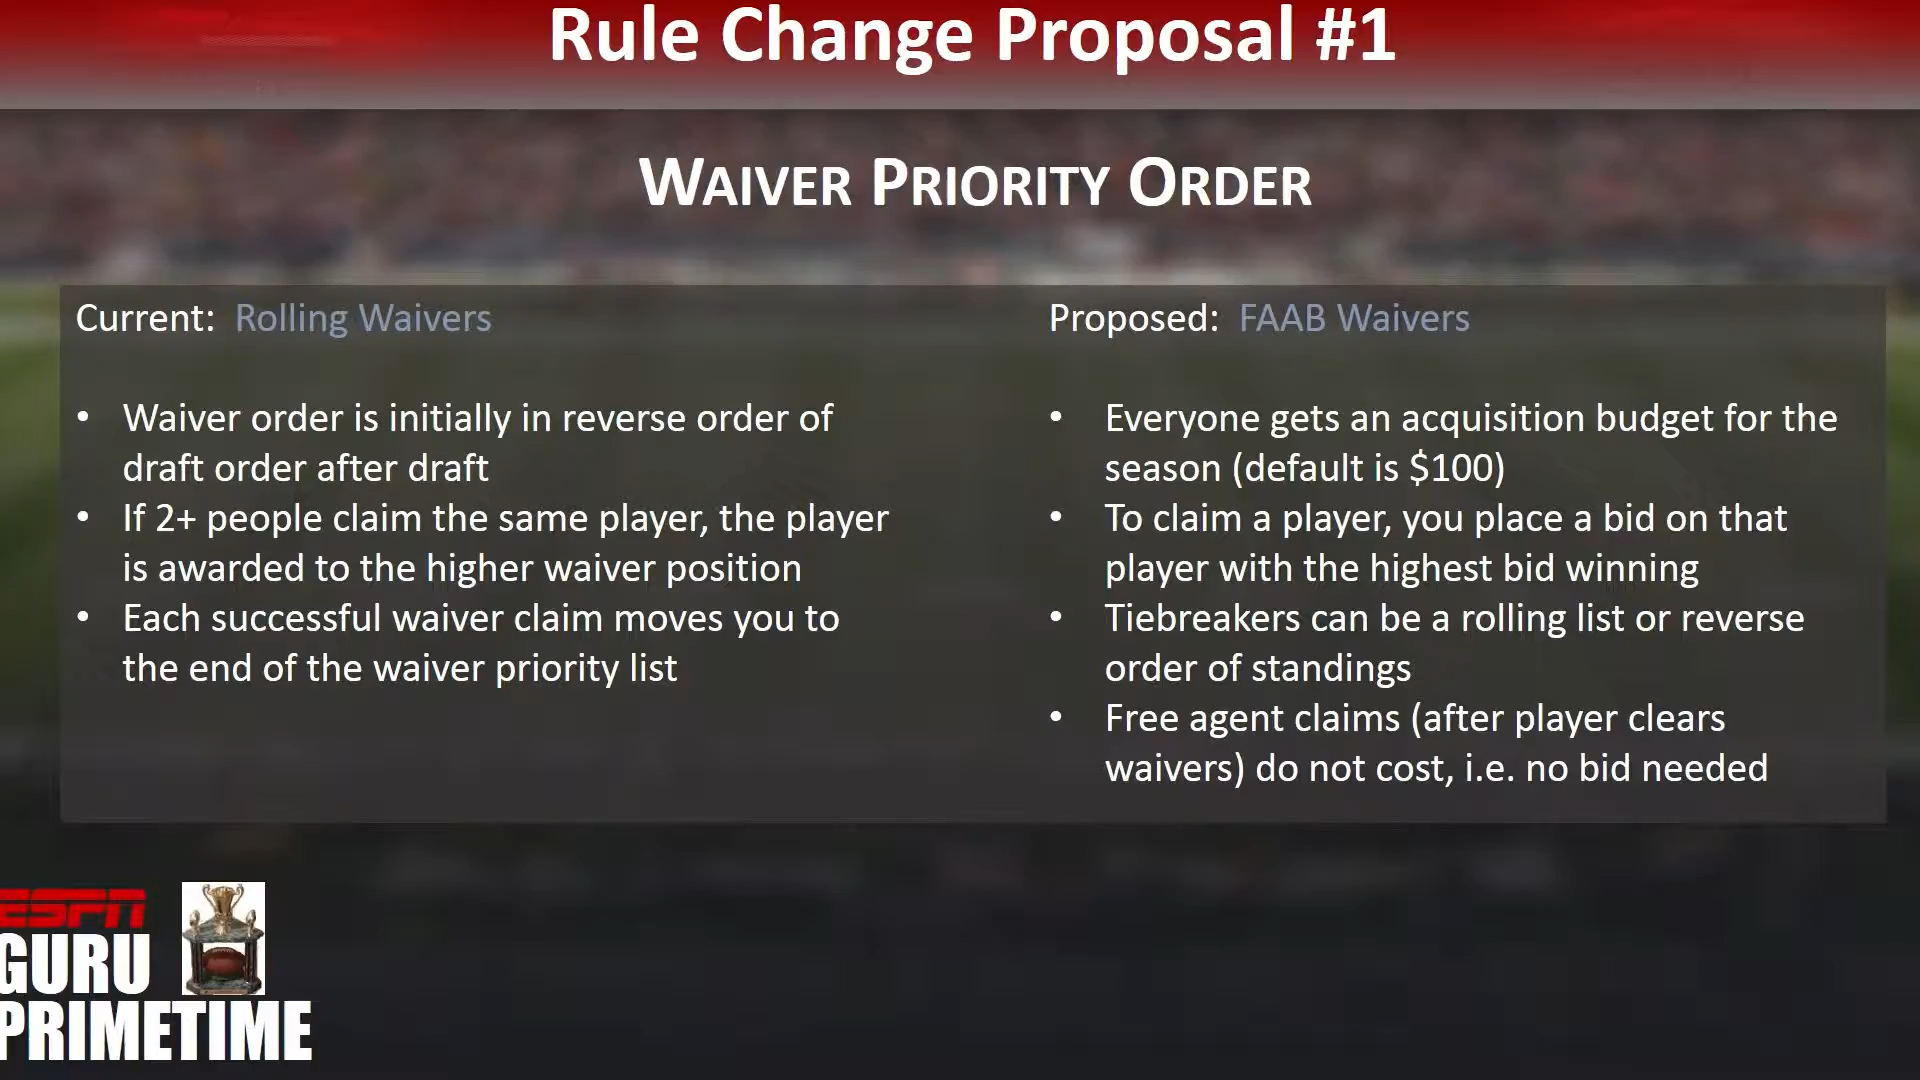 Rule Change Proposal #1
WAIVER PRIORITY ORDER
Current: Rolling Waivers
• Waiver order is initially in reverse order of
draft order after draft
• If 2+ people claim the same player, the player
is awarded to the higher waiver position
• Each successful waiver claim moves you to
the end of the waiver priority list
Proposed: FAAB Waivers
• Everyone gets an acquisition budget for the
season (default is $100)
• To claim a player, you place a bid on that
player with the highest bid winning
• Tiebreakers can be a rolling list or reverse
order of standings
• Free agent claims (after player clears
waivers) do not cost, i.e. no bid needed
ESPN
GURU
PRIMETIME